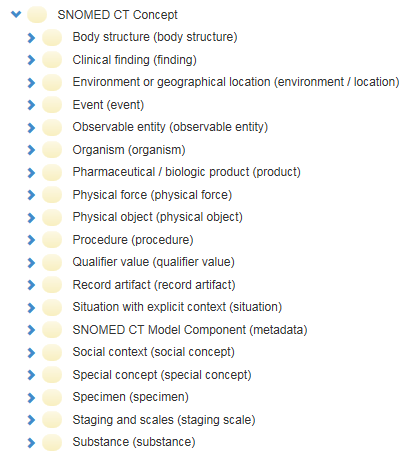 SNOMED CT Concept
Body structure (body structure)
Clinical finding (finding)
Environment or geographical location (environment / location)
Event (event)
Observable entity (observable entity)
Organism (organism)
Pharmaceutical / biologic product (product)
Physical force (physical force)
Physical object (physical object)
Procedure (procedure)
Qualifier value (qualifier value)
Record artifact (record artifact)
Situation with explicit context (situation)
SNOMED CT Model Component (metadata)
Social context (social concept)
Special concept (special concept)
Specimen (specimen)
Staging and scales (staging scale)
Substance (substance)